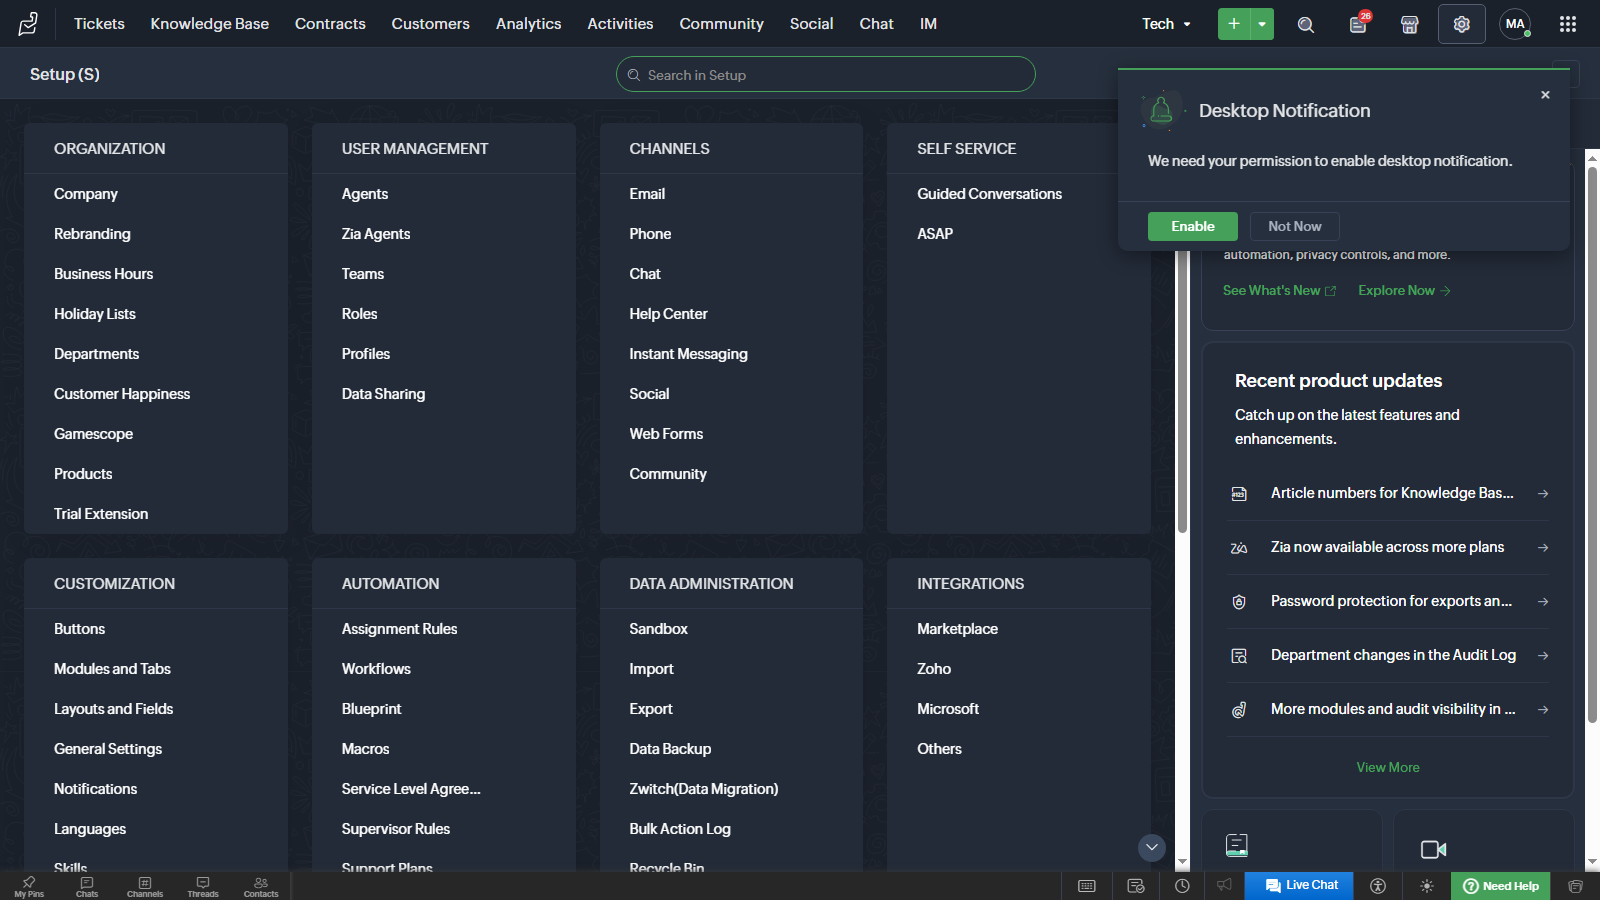 Tickets
Knowledge Base
Contracts
Customers
Analytics
Activities
Community
Social
Chat
IM
Tech
26
MA
Setup (S)
Search in Setup
Desktop Notification
We need your permission to enable desktop notification.
Enable
Not Now
ORGANIZATION
Company
Rebranding
Business Hours
Holiday Lists
Departments
Customer Happiness
Gamescope
Products
Trial Extension
USER MANAGEMENT
Agents
Zia Agents
Teams
Roles
Profiles
Data Sharing
CHANNELS
Email
Phone
Chat
Help Center
Instant Messaging
Social
Web Forms
Community
SELF SERVICE
Guided Conversations
ASAP
CUSTOMIZATION
Buttons
Modules and Tabs
Layouts and Fields
General Settings
Notifications
Languages
Skills
AUTOMATION
Assignment Rules
Workflows
Blueprint
Macros
Service Level Agree...
Supervisor Rules
Support Plans
DATA ADMINISTRATION
Sandbox
Import
Export
Data Backup
Zwitch(Data Migration)
Bulk Action Log
Recycle Bin
INTEGRATIONS
Marketplace
Zoho
Microsoft
Others
automation, privacy controls, and more.
See What's New
Explore Now
Recent product updates
Catch up on the latest features and
enhancements.
Article numbers for Knowledge Bas...
Zia now available across more plans
Password protection for exports an...
Department changes in the Audit Log
More modules and audit visibility in ...
View More
My Pins
Chats
Channels
Threads
Contacts
Live Chat
Need Help